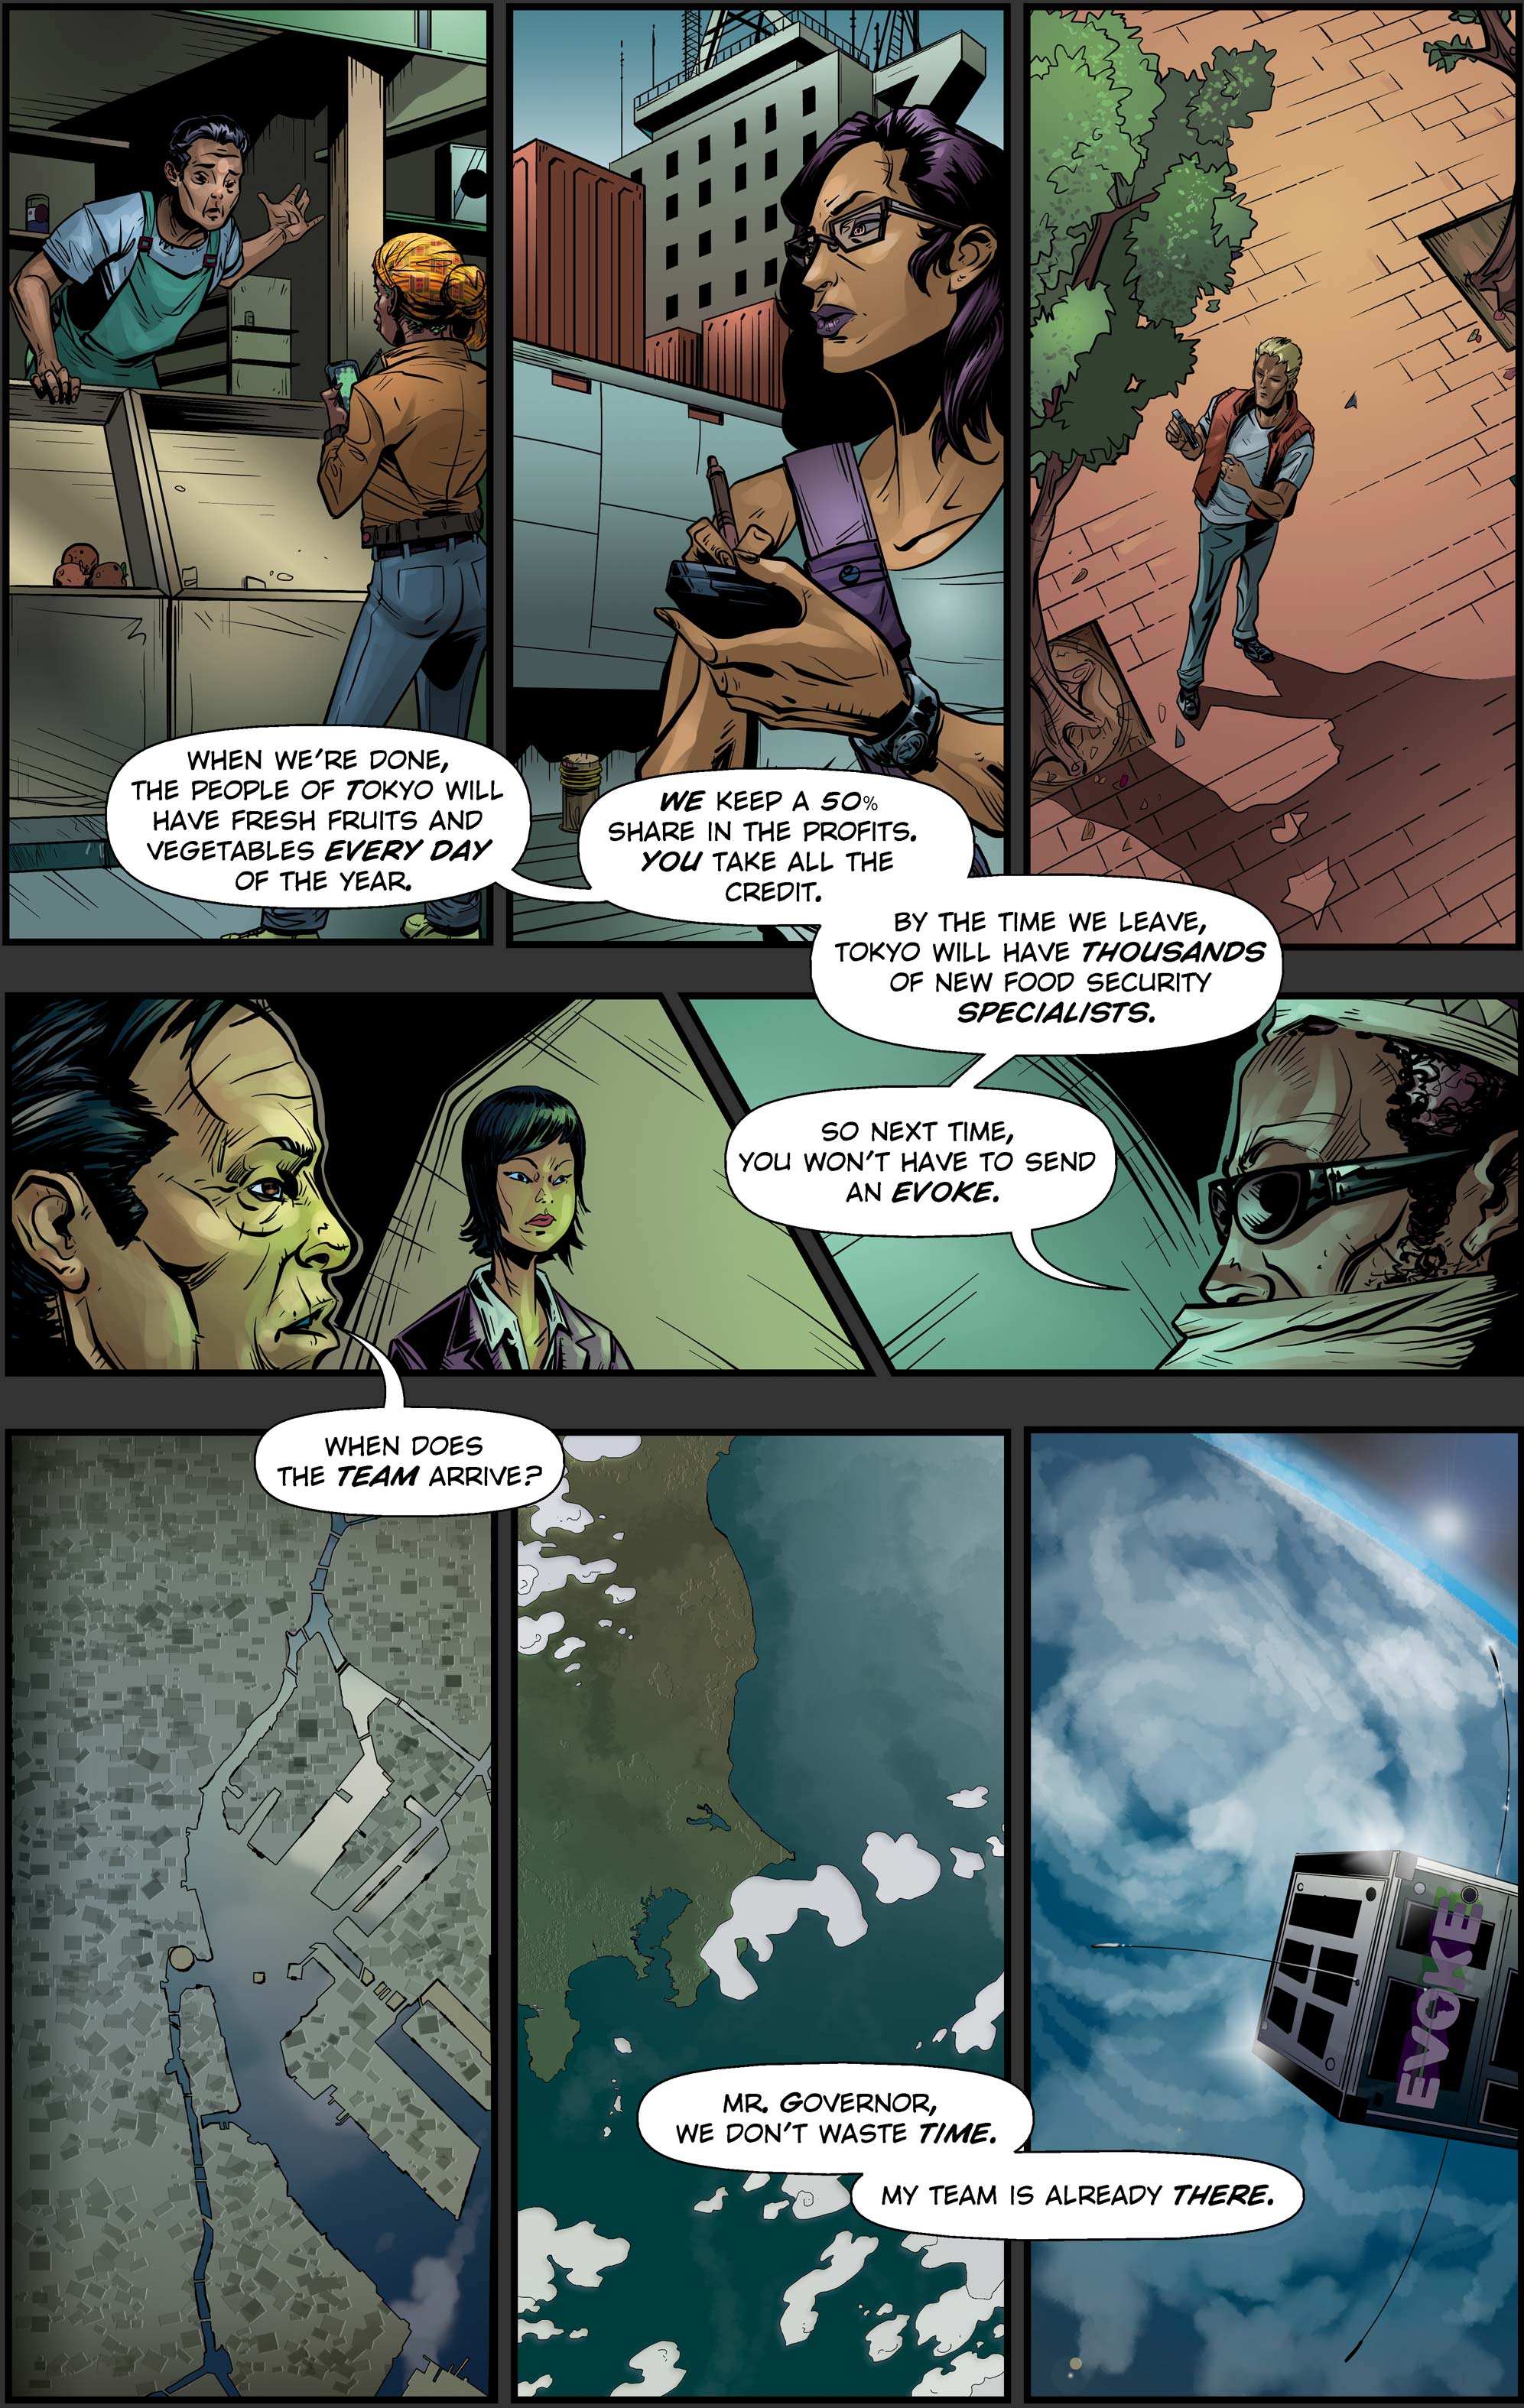 WHEN WE'RE DONE,
THE PEOPLE OF TOKYO WILL
HAVE FRESH FRUITS AND
VEGETABLES EVERY DAY
OF THE YEAR.
WE KEEP A 50%
SHARE IN THE PROFITS.
YOU TAKE ALL THE
CREDIT.
BY THE TIME WE LEAVE,
TOKYO WILL HAVE THOUSANDS
OF NEW FOOD SECURITY
SPECIALISTS.
SO NEXT TIME,
YOU WON'T HAVE TO SEND
AN EVOKE.
WHEN DOES
THE TEAM ARRIVE?
MR. GOVERNOR,
WE DON'T WASTE TIME.
MY TEAM IS ALREADY THERE.
C
EVOKE